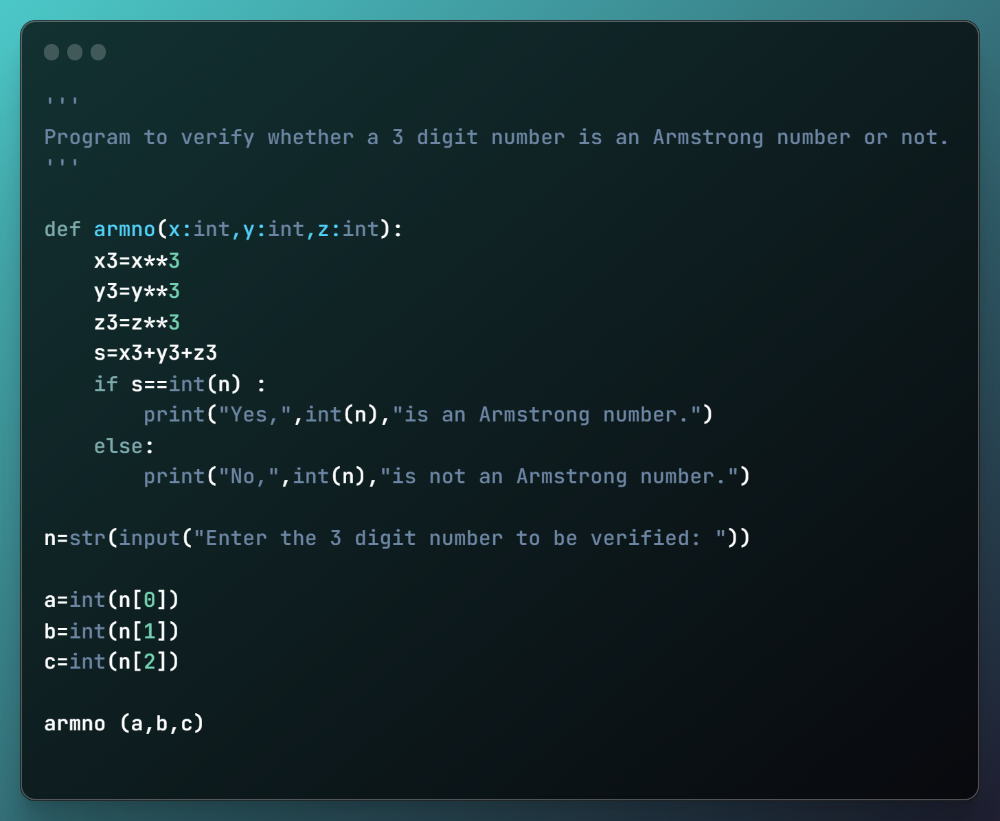 '''
Program to verify whether a 3 digit number is an Armstrong number or not.
'''
def armno(x:int,y:int,z:int):
    x3=x**3
    y3=y**3
    z3=z**3
    s=x3+y3+z3
    if s==int(n) :
        print("Yes,",int(n),"is an Armstrong number.")
    else:
        print("No,",int(n),"is not an Armstrong number.")
n=str(input("Enter the 3 digit number to be verified: "))
a=int(n[0])
b=int(n[1])
c=int(n[2])
armno (a,b,c)